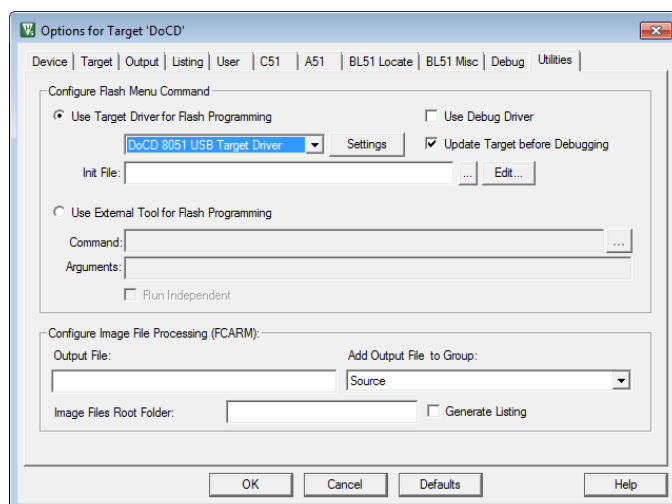 Options for Target 'DoCD'
Device Target Output Listing User C51 A51 BL51 Locate BL51 Misc Debug Utilities
Configure Flash Menu Command
Use Target Driver for Flash Programming Use Debug Driver
DoCD 8051 USB Target Driver Settings Update Target before Debugging
Init File: ... Edit...
Use External Tool for Flash Programming
Command: ...
Arguments:
Run Independent
Configure Image File Processing (FCARM):
Output File: Add Output File to Group:
Source
Image Files Root Folder: Generate Listing
OK Cancel Defaults Help